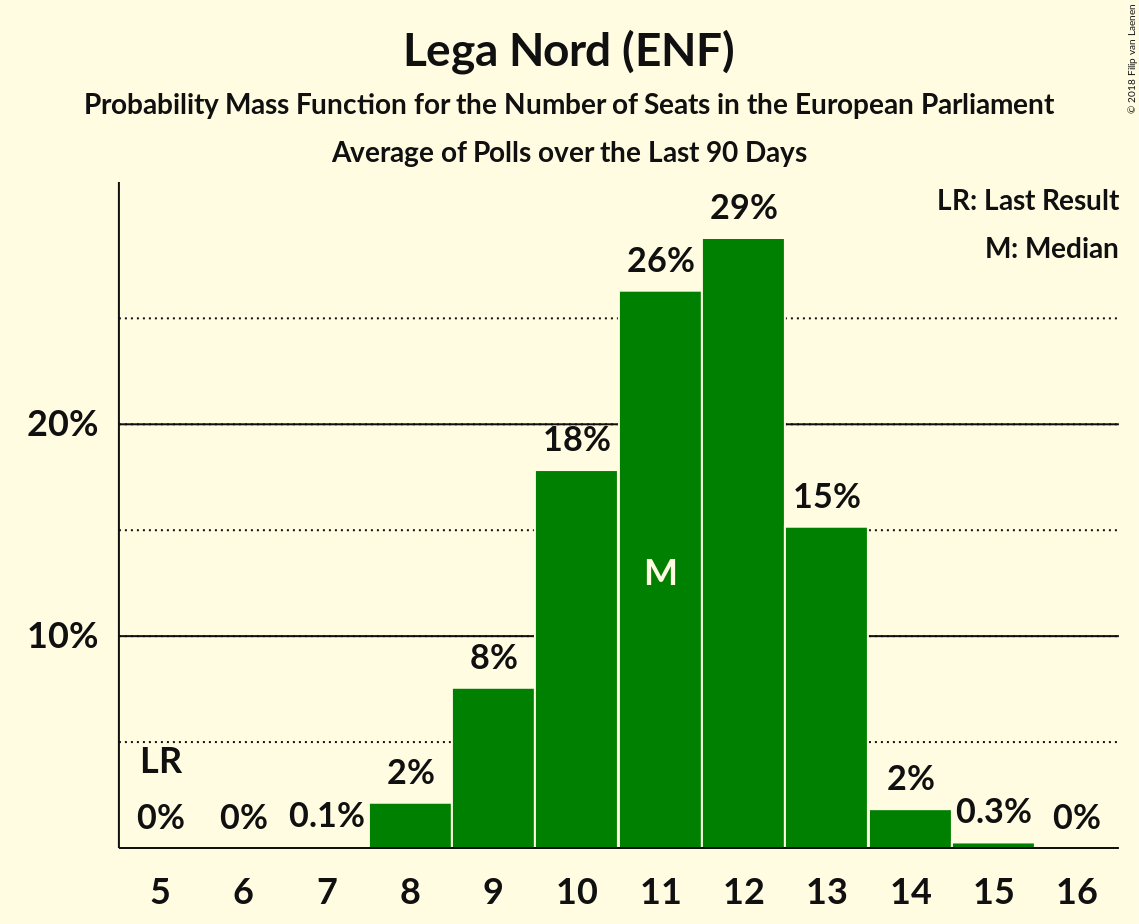 Lega Nord (ENF)
Probability Mass Function for the Number of Seats in the European Parliament
Average of Polls over the Last 90 Days
© 2018 Filip van Laenen
LR: Last Result
M: Median
29%
26%
20%
18%
15%
M
10%
8%
LR
2%
2%
0%
0%
0.1%
0.3%
0%
5 6 7 8 9 10 11 12 13 14 15 16